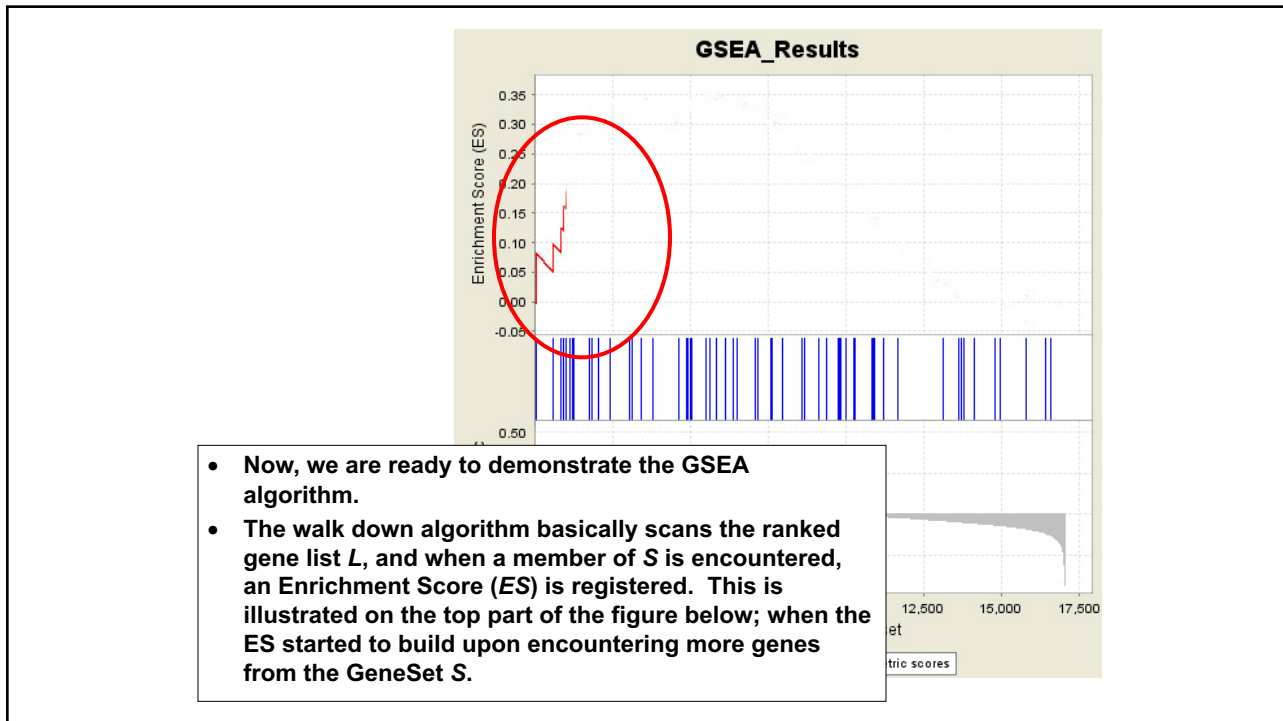 GSEA_Results
Enrichment Score (ES)
0.35
0.30
0.25
0.20
0.15
0.10
0.05
0.00
-0.05
0.50
• Now, we are ready to demonstrate the GSEA
algorithm.
• The walk down algorithm basically scans the ranked
gene list L, and when a member of S is encountered,
an Enrichment Score (ES) is registered. This is
illustrated on the top part of the figure below; when the
ES started to build upon encountering more genes
from the GeneSet S.
12,500 15,000 17,500
set
tric scores